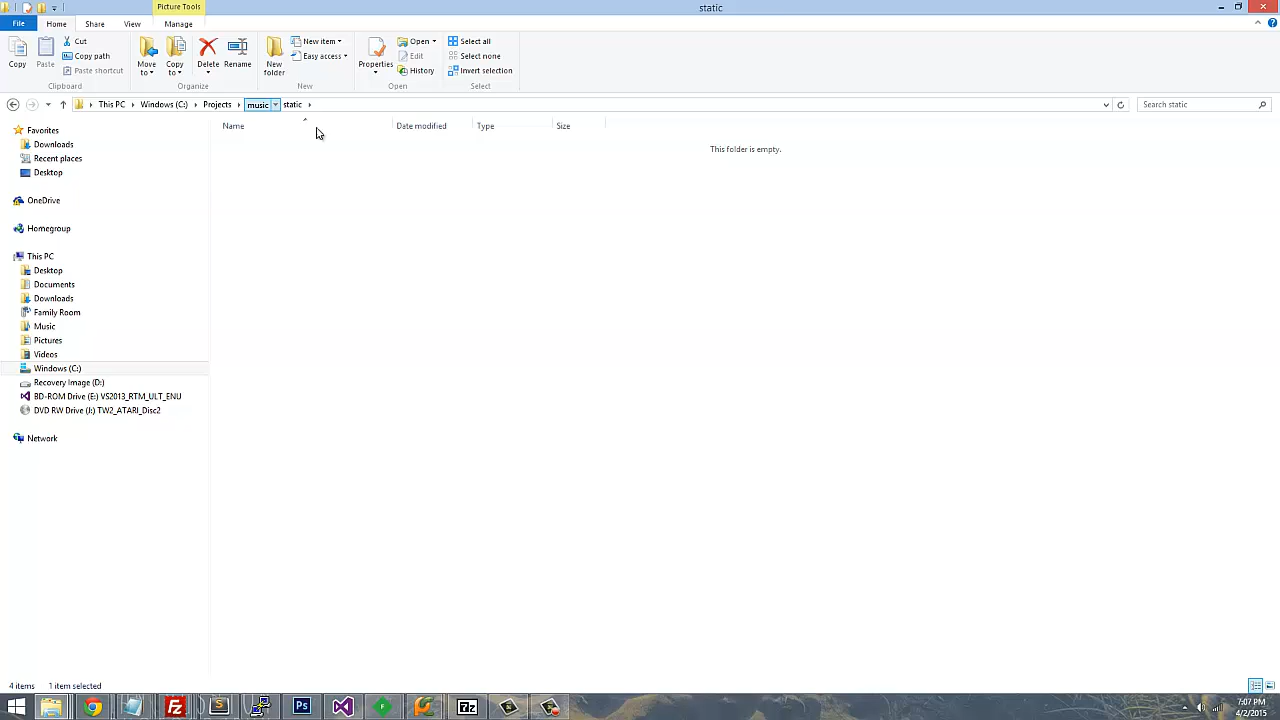 Picture Tools
static
File Home Share View Manage
Copy
Paste
Cut
Copy path
Paste shortcut
Clipboard
Move to
Copy to
Delete
Rename
Organize
New folder
New item
Easy access
New
Properties
Open
Edit
History
Open
Select all
Select none
Invert selection
Select
This PC Windows (C:) Projects music static
Search static
Name Date modified Type Size
This folder is empty.
Favorites
Downloads
Recent places
Desktop
OneDrive
Homegroup
This PC
Desktop
Documents
Downloads
Family Room
Music
Pictures
Videos
Windows (C:)
Recovery Image (D:)
BD-ROM Drive (E:) VS2013_RTM_ULT_ENU
DVD RW Drive (J:) TW2_ATARI_Disc2
Network
4 items 1 item selected
Fz
S
Ps
F
7z
7:07 PM
4/2/2015